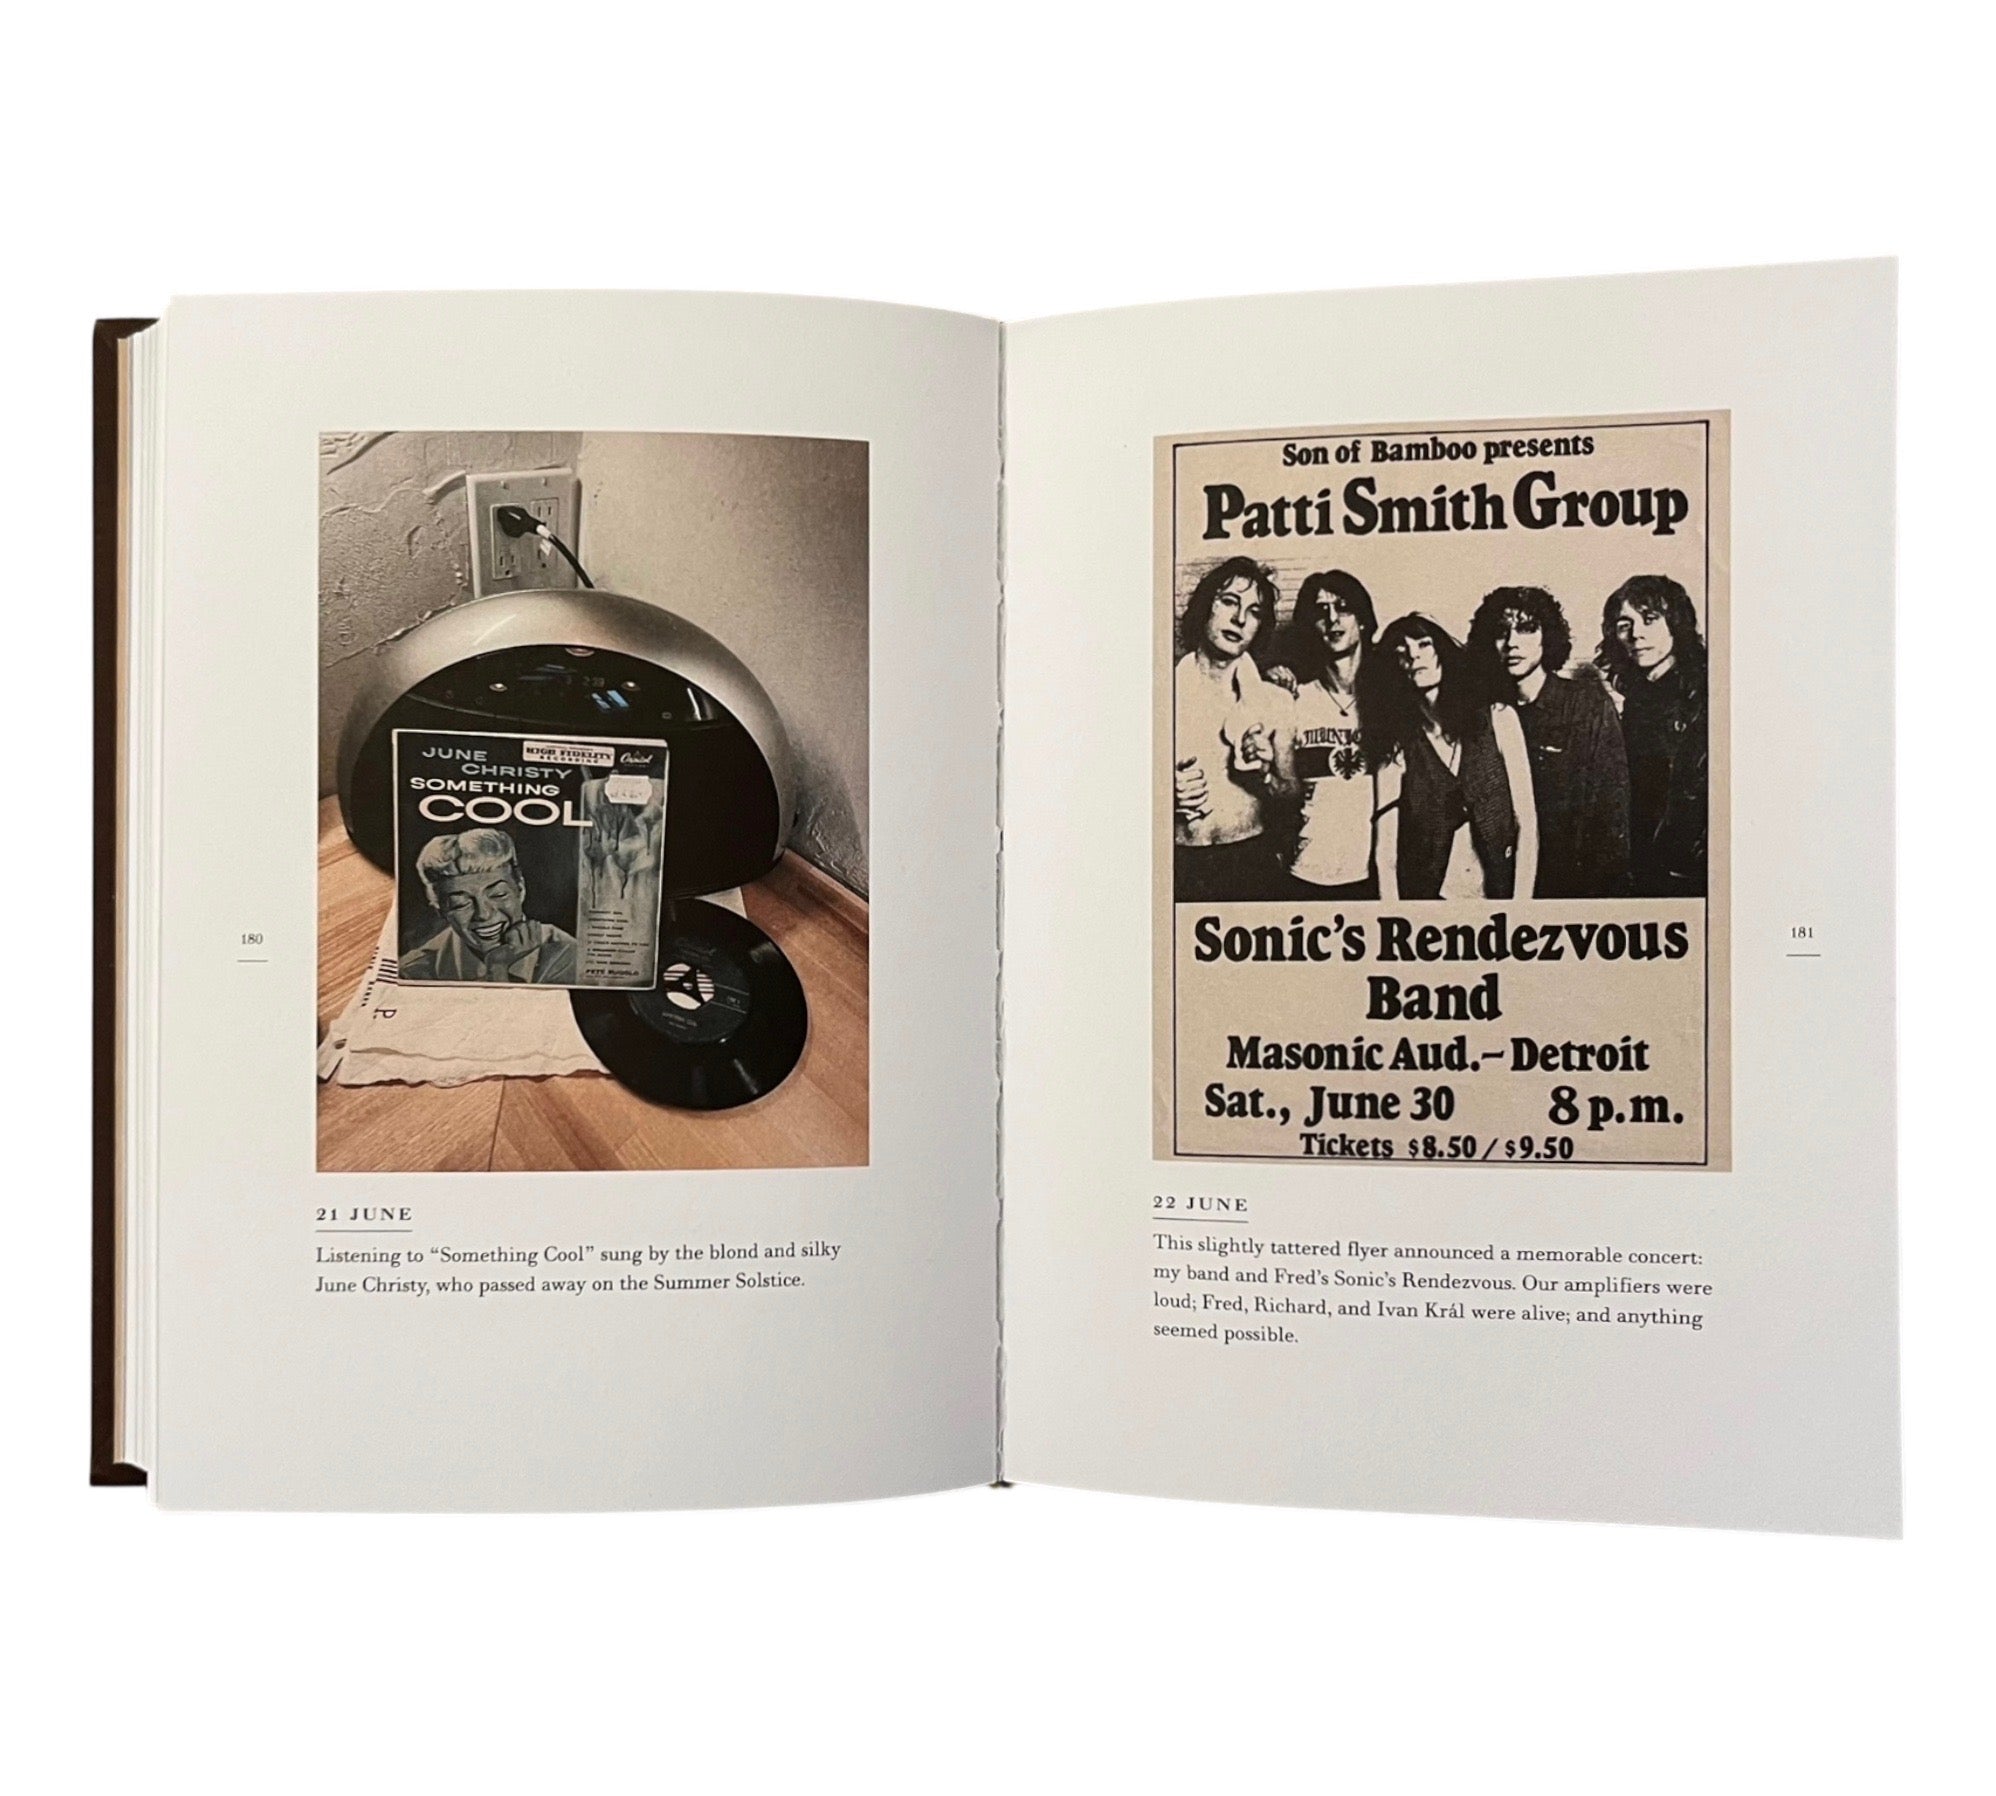 JUNE
CHRISTY
HIGH FIDELITY
RECORDING
Capitol
SOMETHING
COOL
PETE RUGOLO
P.
180
21 JUNE
Listening to “Something Cool” sung by the blond and silky
June Christy, who passed away on the Summer Solstice.
Son of Bamboo presents
Patti Smith Group
Sonic’s Rendezvous
Band
Masonic Aud.–Detroit
Sat., June 30 8 p.m.
Tickets $8.50 / $9.50
181
22 JUNE
This slightly tattered flyer announced a memorable concert:
my band and Fred’s Sonic’s Rendezvous. Our amplifiers were
loud; Fred, Richard, and Ivan Král were alive; and anything
seemed possible.